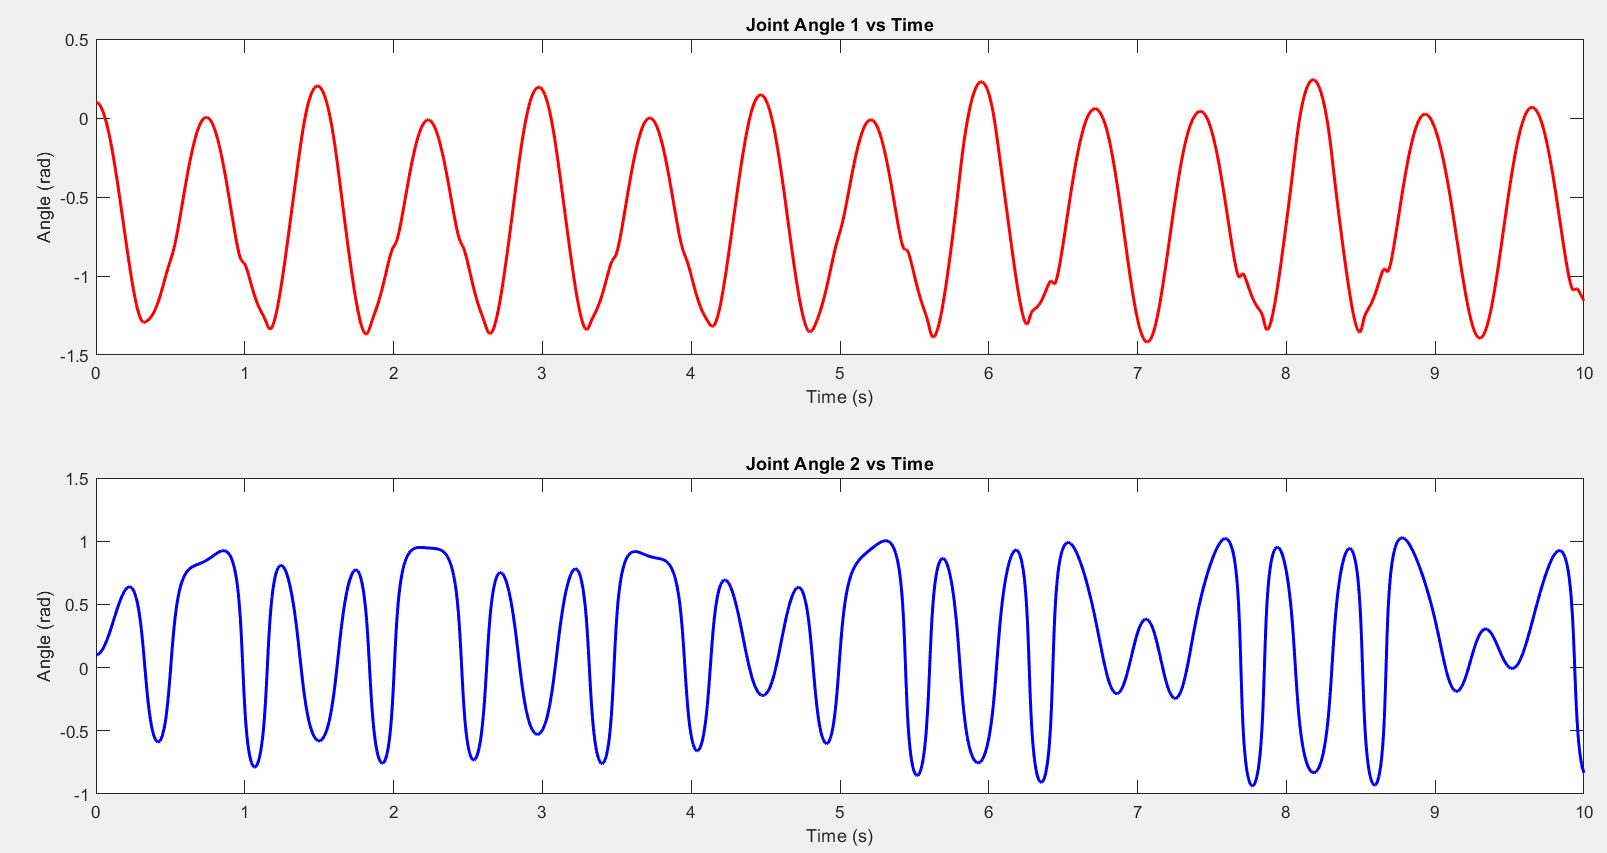 Joint Angle 1 vs Time
0.5
0
-0.5
-1
-1.5
Angle (rad)
0 1 2 3 4 5 6 7 8 9 10
Time (s)
Joint Angle 2 vs Time
1.5
1
0.5
0
-0.5
-1
Angle (rad)
0 1 2 3 4 5 6 7 8 9 10
Time (s)